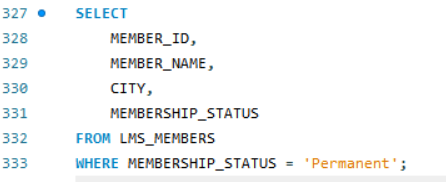 327 SELECT
328 MEMBER_ID,
329 MEMBER_NAME,
330 CITY,
331 MEMBERSHIP_STATUS
332 FROM LMS_MEMBERS
333 WHERE MEMBERSHIP_STATUS = 'Permanent';